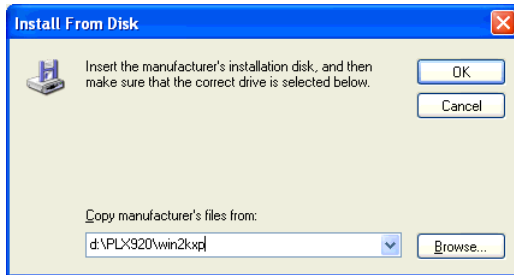 Install From Disk
Insert the manufacturer's installation disk, and then
make sure that the correct drive is selected below.
OK
Cancel
Copy manufacturer's files from:
d:\PLX920\win2kxp
Browse...